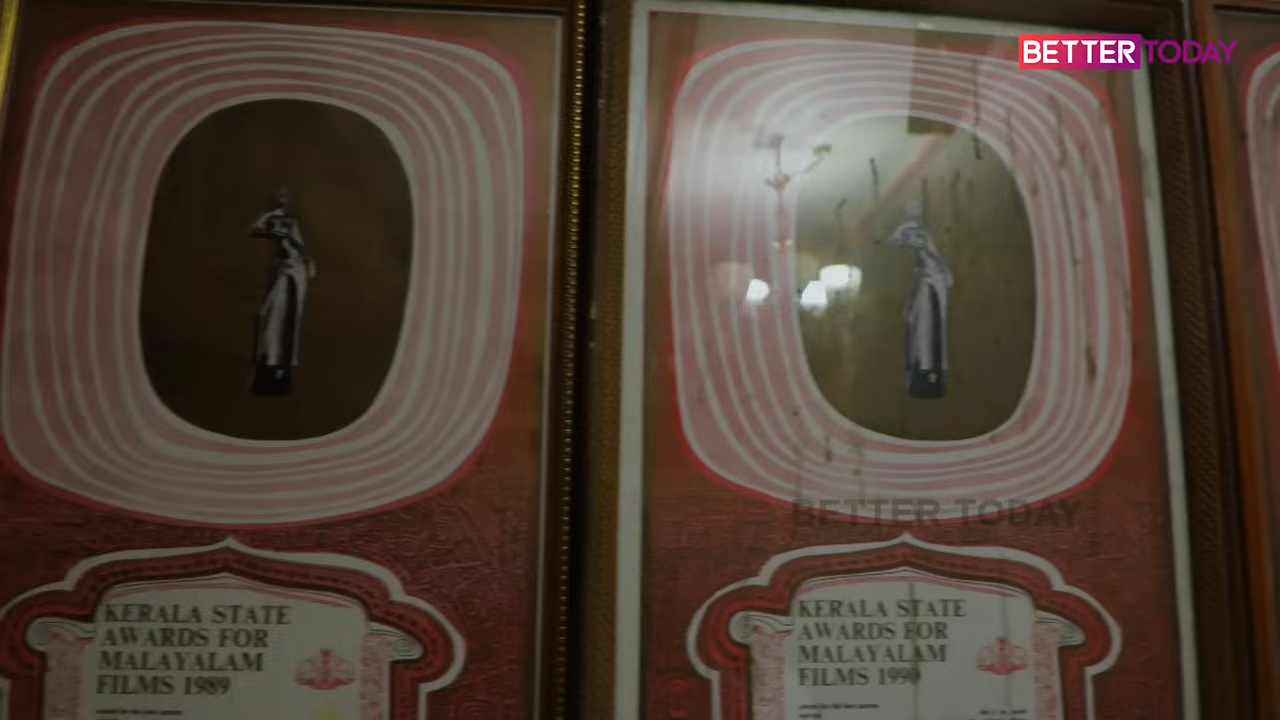 BETTER TODAY
BETTER TODAY
KERALA STATE
AWARDS FOR
MALAYALAM
FILMS 1989
KERALA STATE
AWARDS FOR
MALAYALAM
FILMS 1990